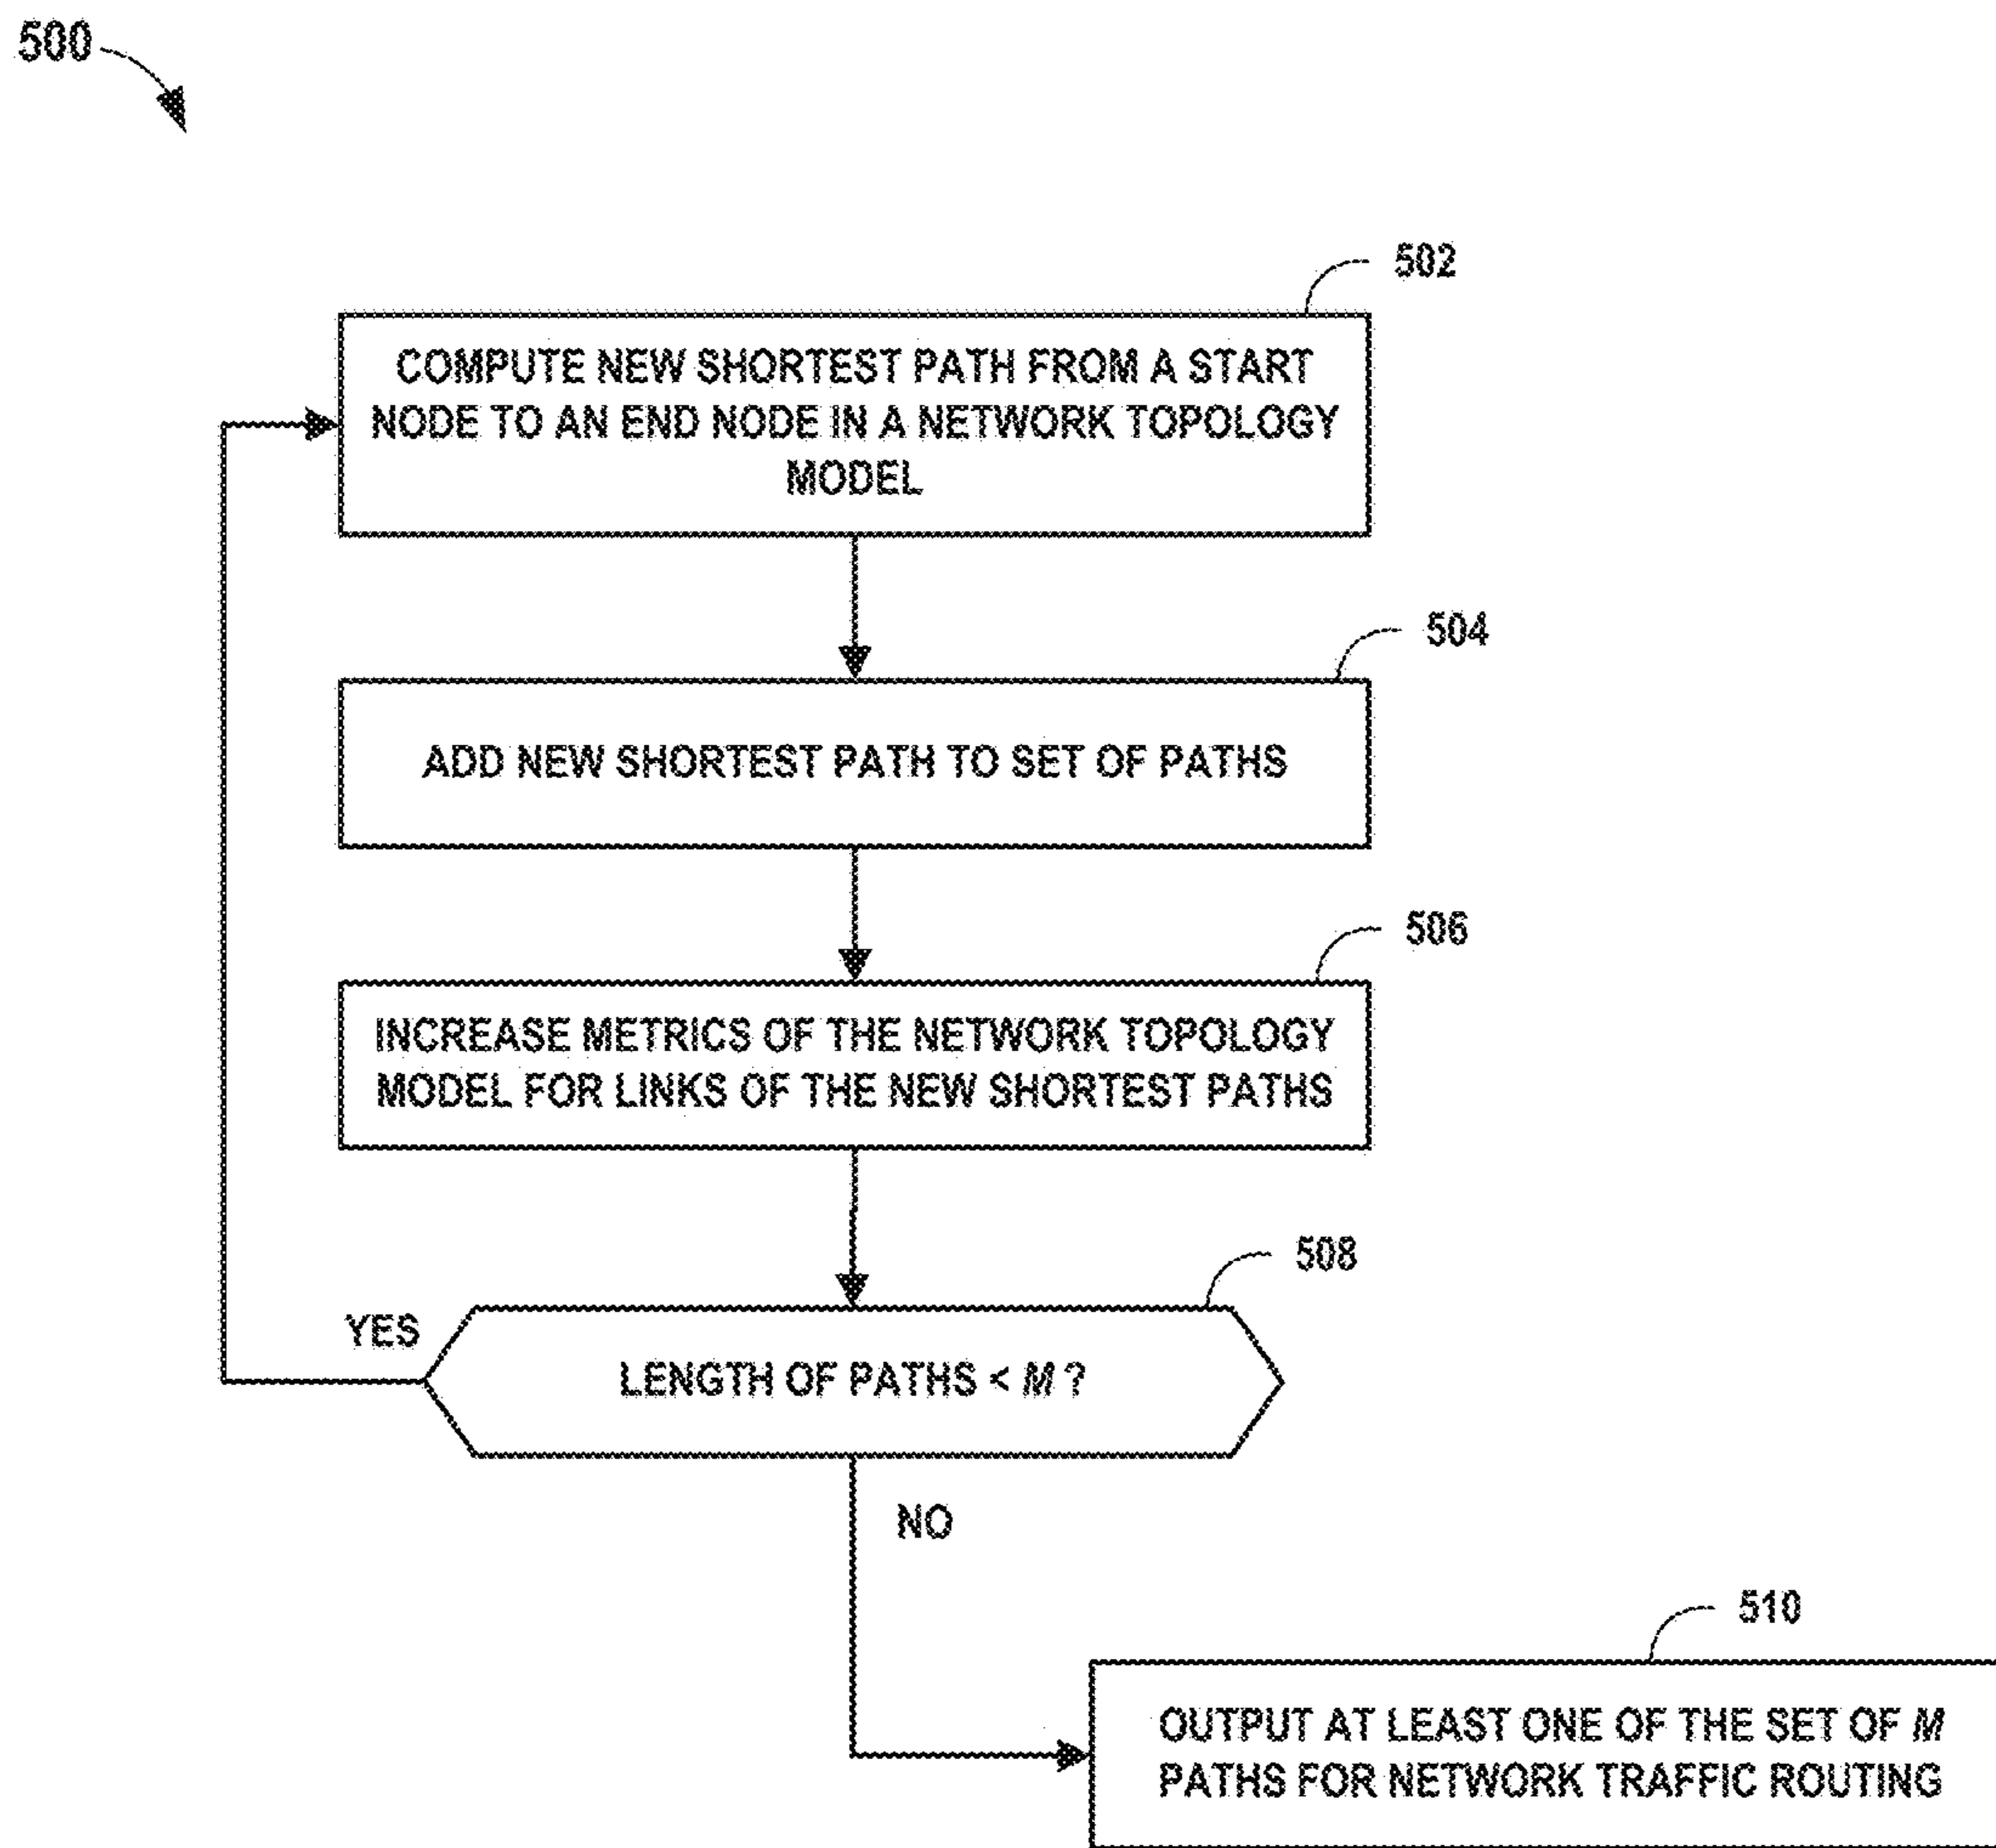 500
502
COMPUTE NEW SHORTEST PATH FROM A START
NODE TO AN END NODE IN A NETWORK TOPOLOGY
MODEL
504
ADD NEW SHORTEST PATH TO SET OF PATHS
506
INCREASE METRICS OF THE NETWORK TOPOLOGY
MODEL FOR LINKS OF THE NEW SHORTEST PATHS
508
YES
LENGTH OF PATHS < M ?
NO
510
OUTPUT AT LEAST ONE OF THE SET OF M
PATHS FOR NETWORK TRAFFIC ROUTING